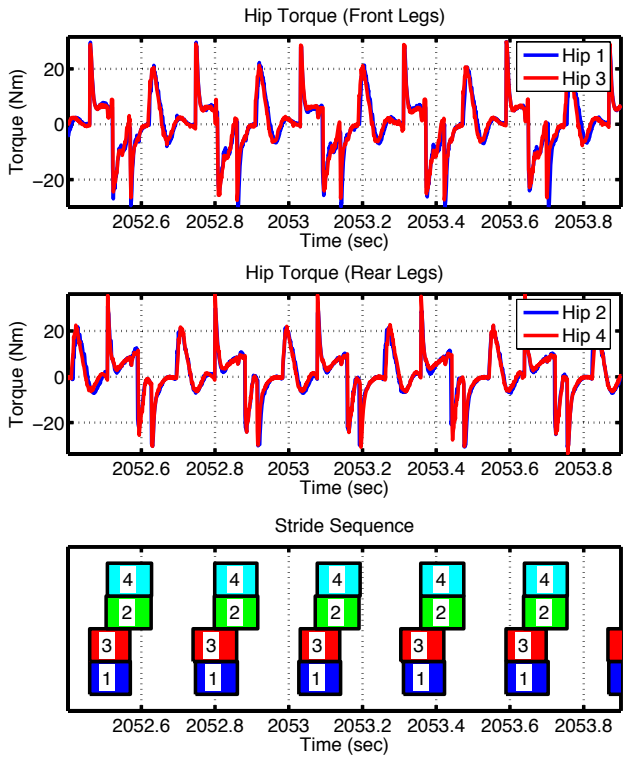 Hip Torque (Front Legs)
Torque (Nm)
20
0
−20
Hip 1
Hip 3
2052.6 2052.8 2053 2053.2 2053.4 2053.6 2053.8
Time (sec)
Hip Torque (Rear Legs)
Torque (Nm)
20
0
−20
Hip 2
Hip 4
2052.6 2052.8 2053 2053.2 2053.4 2053.6 2053.8
Time (sec)
Stride Sequence
4 4 4 4 4
2 2 2 2 2
3 3 3 3 3
1 1 1 1 1
2052.6 2052.8 2053 2053.2 2053.4 2053.6 2053.8
Time (sec)